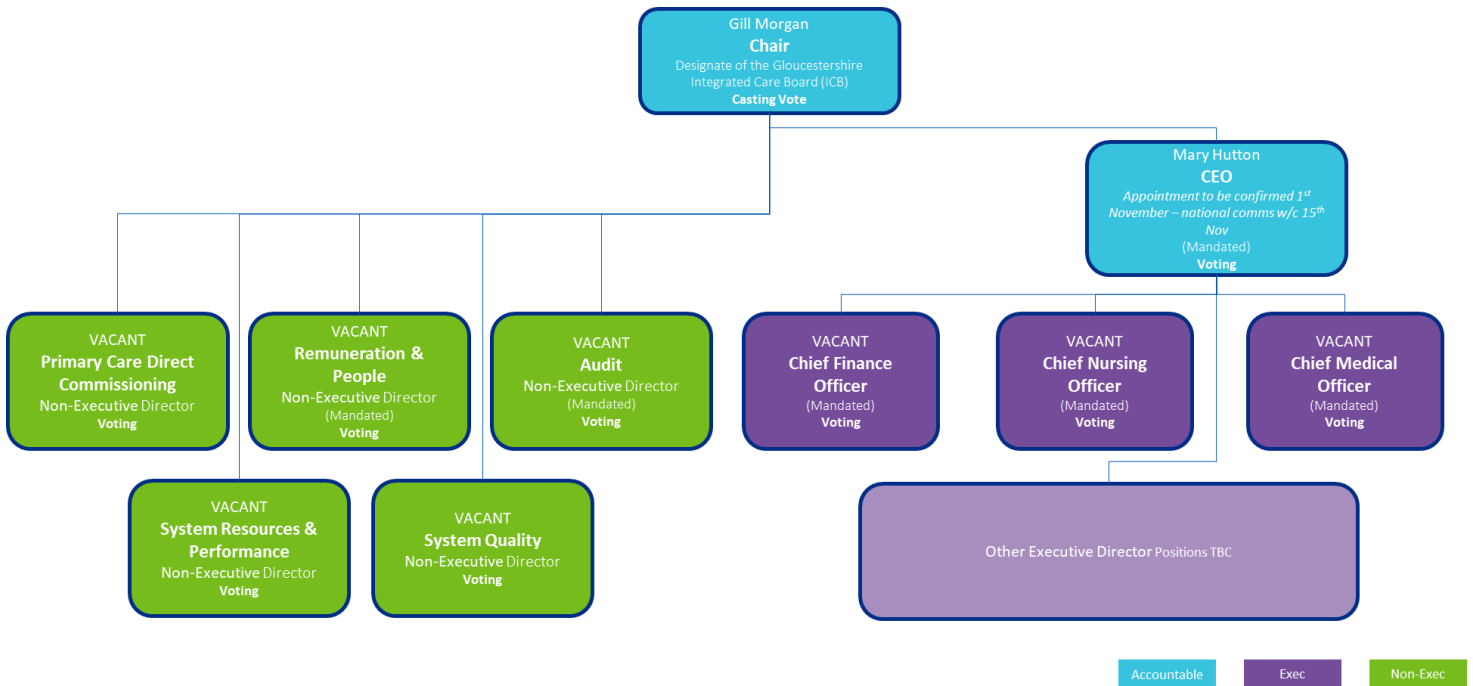 Gill Morgan
Chair
Designate of the Gloucestershire
Integrated Care Board (ICB)
Casting Vote
Mary Hutton
CEO
Appointment to be confirmed 1st
November – national comms w/c 15th
Nov
(Mandated)
Voting
VACANT
Primary Care Direct
Commissioning
Non-Executive Director
Voting
VACANT
Remuneration &
People
Non-Executive Director
(Mandated)
Voting
VACANT
Audit
Non-Executive Director
(Mandated)
Voting
VACANT
Chief Finance
Officer
(Mandated)
Voting
VACANT
Chief Nursing
Officer
(Mandated)
Voting
VACANT
Chief Medical
Officer
(Mandated)
Voting
VACANT
System Resources &
Performance
Non-Executive Director
Voting
VACANT
System Quality
Non-Executive Director
Voting
Other Executive Director Positions TBC
Accountable
Exec
Non-Exec